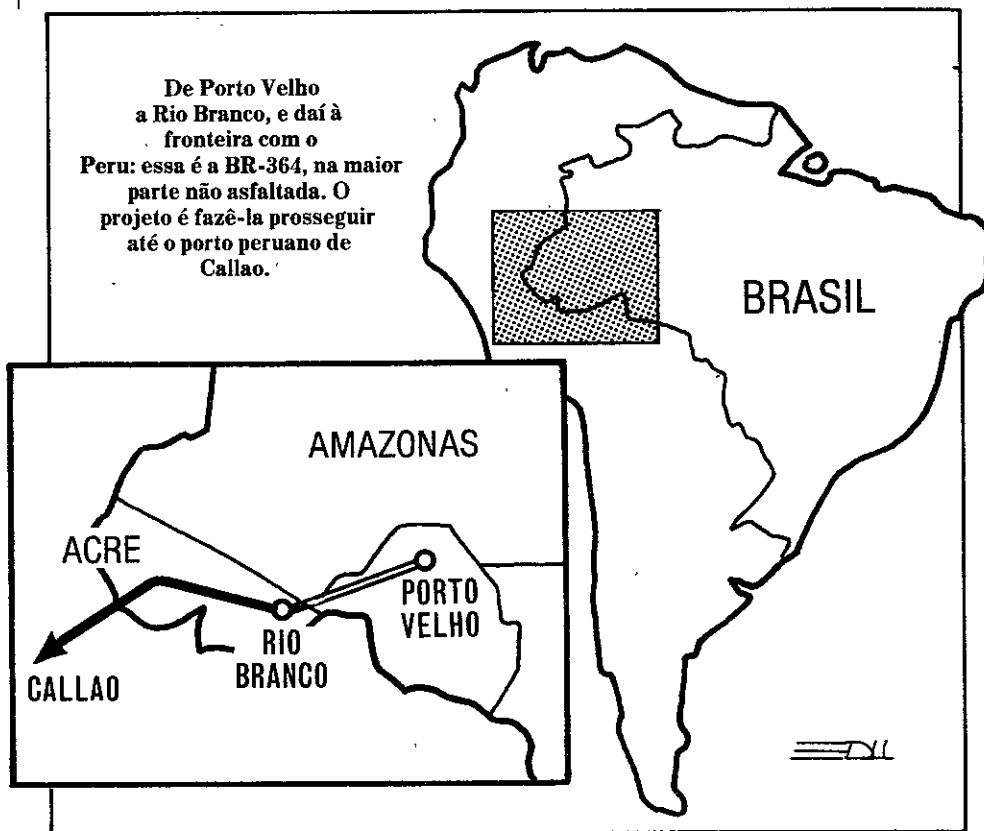 De Porto Velho
a Rio Branco, e daí à
fronteira com o
Peru: essa é a BR-364, na maior
parte não asfaltada. O
projeto é fazê-la prosseguir
até o porto peruano de
Callao.
BRASIL
AMAZONAS
ACRE
PORTO
VELHO
RIO
BRANCO
CALLAO